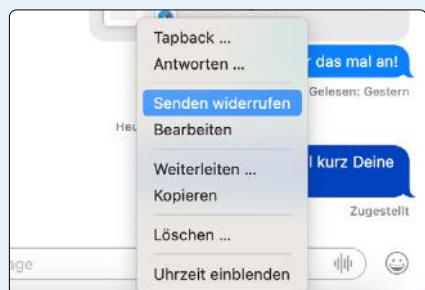 Tapback ...
Antworten ...
das mal an!
Gelesen: Gestern
Senden widerrufen
Bearbeiten
kurz Deine
Weiterleiten ...
Kopieren
Zugestellt
Löschen ...
Uhrzeit einblenden